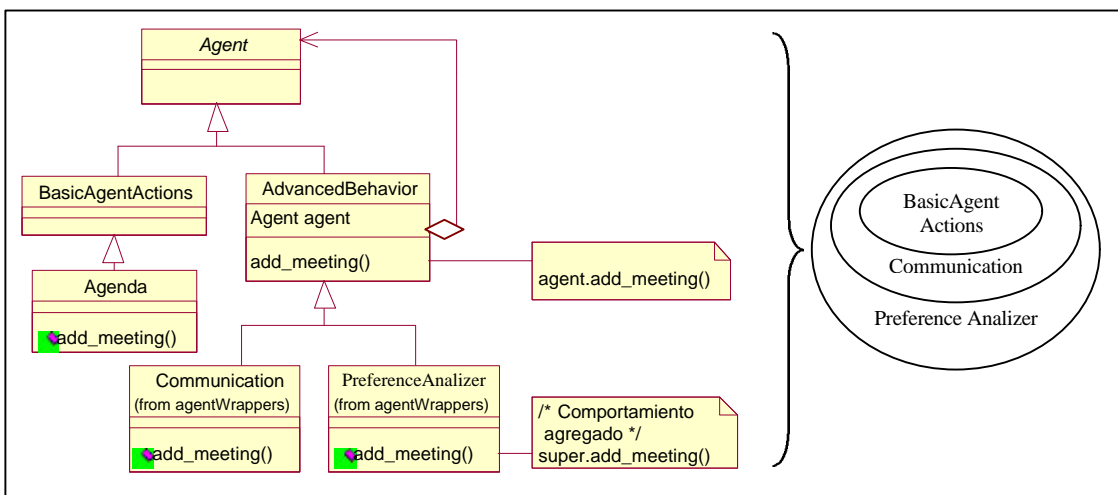 Agent
BasicAgentActions
AdvancedBehavior
Agent agent
add_meeting()
agent.add_meeting()
Agenda
add_meeting()
Communication
(from agentWrappers)
add_meeting()
PreferenceAnalizer
(from agentWrappers)
add_meeting()
/* Comportamiento
agregado */
super.add_meeting()
BasicAgent
Actions
Communication
Preference Analizer